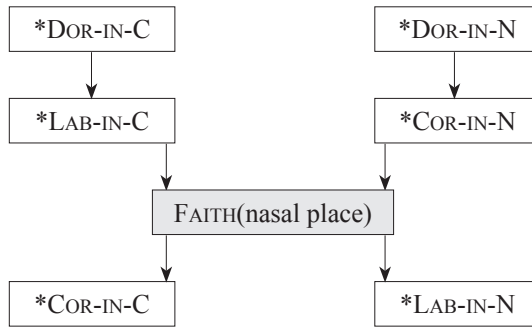 *DOR-IN-C
*DOR-IN-N
*LAB-IN-C
*COR-IN-N
FAITH(nasal place)
*COR-IN-C
*LAB-IN-N